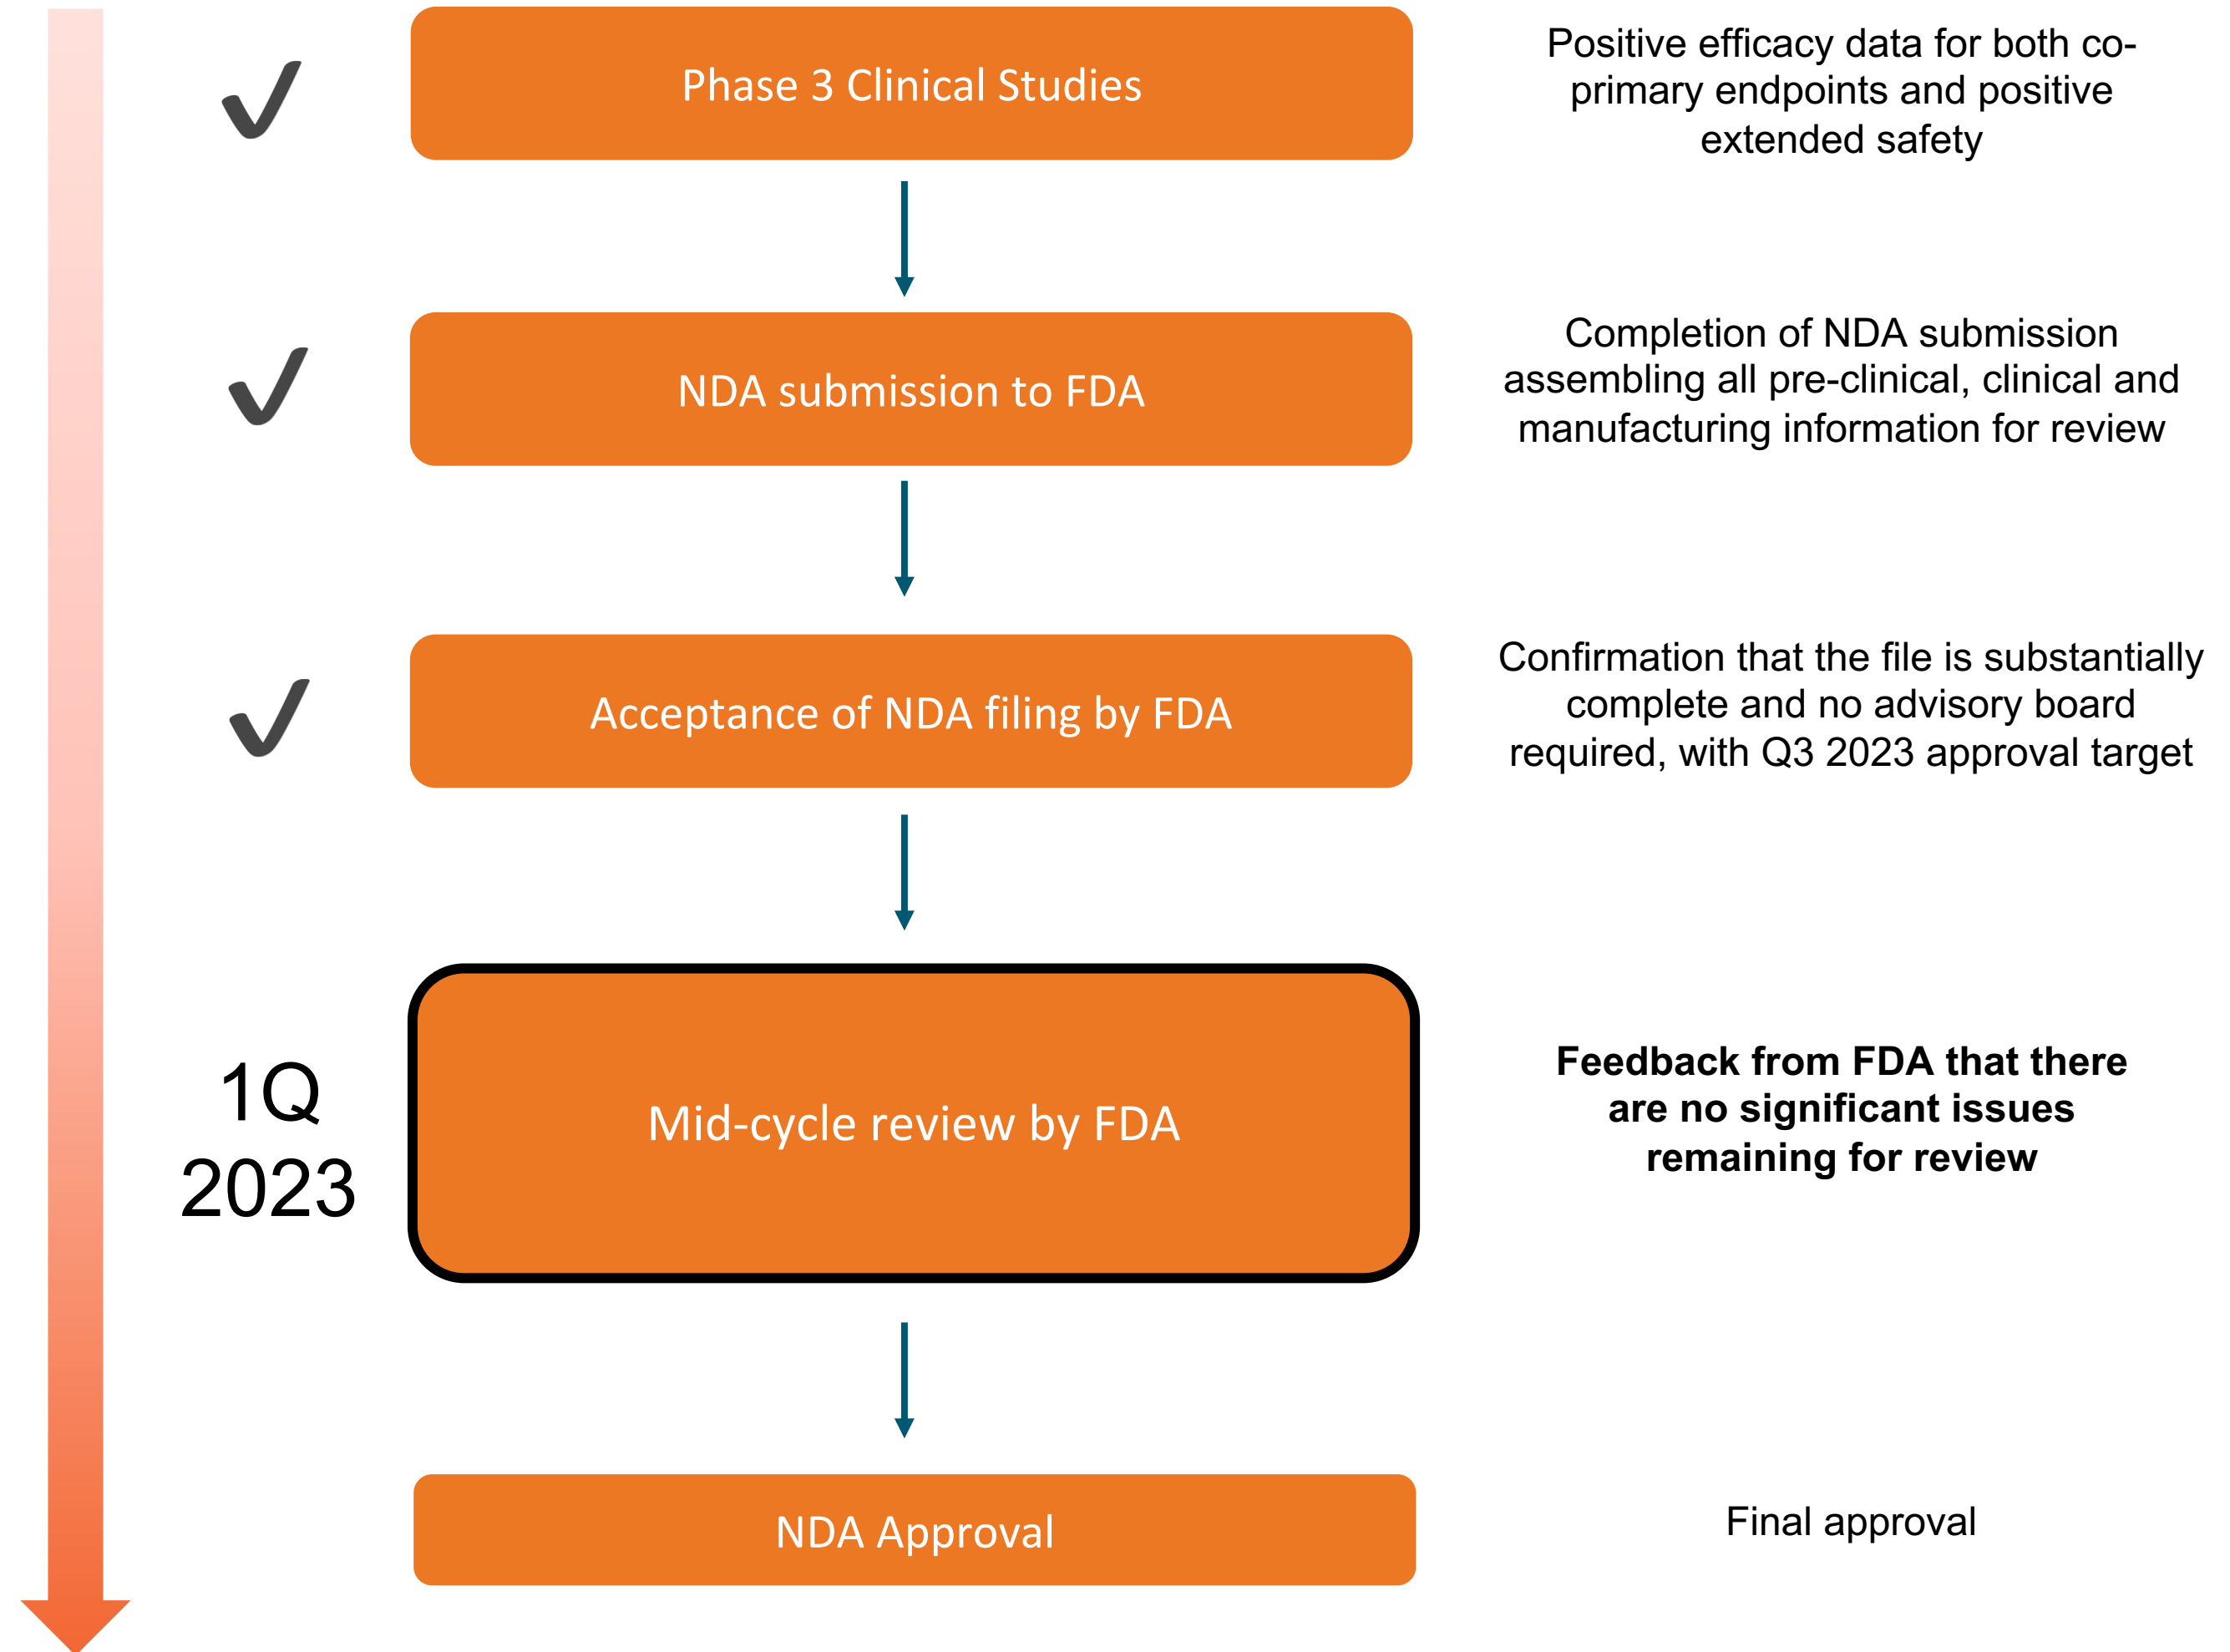 Phase 3 Clinical Studies
Positive efficacy data for both co-
primary endpoints and positive
extended safety
NDA submission to FDA
Completion of NDA submission
assembling all pre-clinical, clinical and
manufacturing information for review
Acceptance of NDA filing by FDA
Confirmation that the file is substantially
complete and no advisory board
required, with Q3 2023 approval target
1Q
2023
Mid-cycle review by FDA
Feedback from FDA that there
are no significant issues
remaining for review
NDA Approval
Final approval